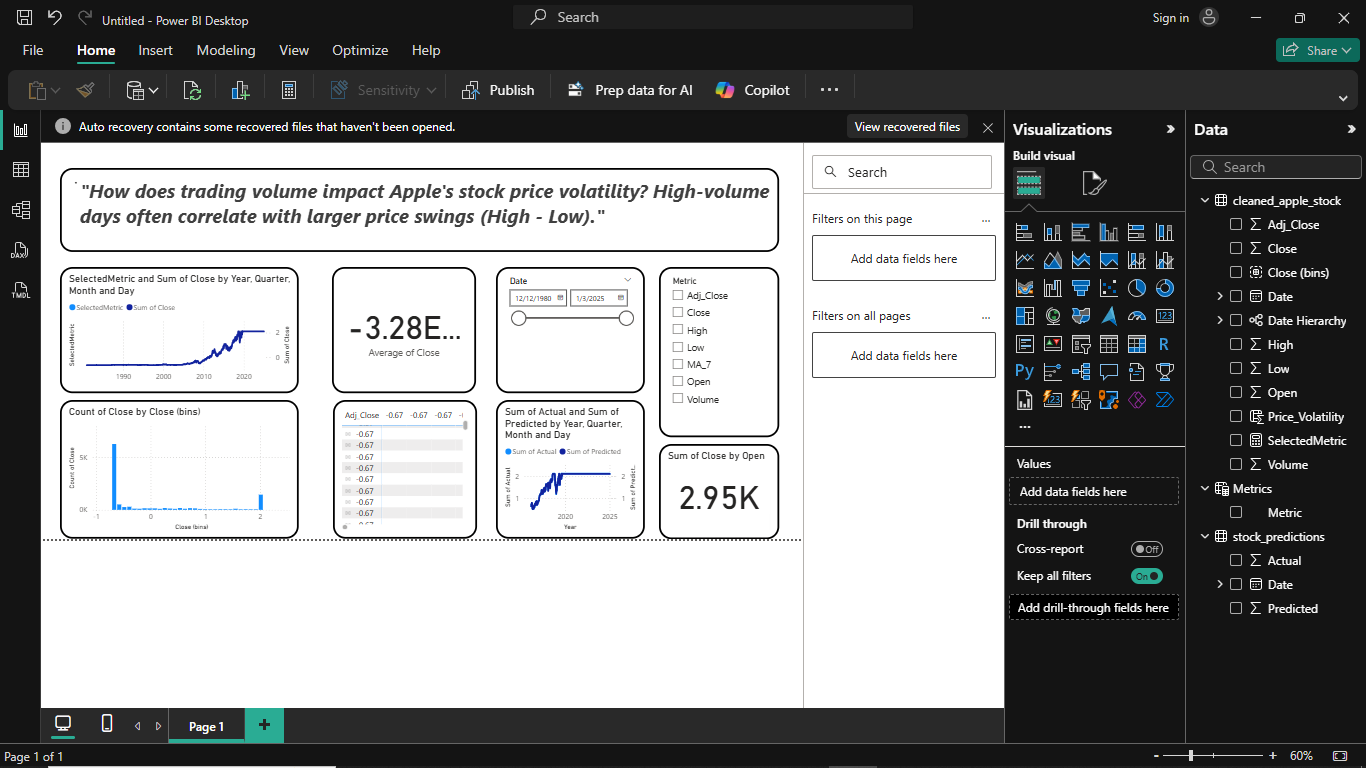 Untitled - Power BI Desktop
Search
Sign in
File
Home
Insert
Modeling
View
Optimize
Help
Share
Sensitivity
Publish
Prep data for AI
Copilot
Auto recovery contains some recovered files that haven't been opened.
View recovered files
"How does trading volume impact Apple's stock price volatility? High-volume
days often correlate with larger price swings (High - Low)."
SelectedMetric and Sum of Close by Year, Quarter,
Month and Day
SelectedMetric Sum of Close
SelectedMetric
Sum of Close
2
0
1990 2000 2010 2020
-3.28E...
Average of Close
Date
12/12/1980
1/3/2025
Metric
Adj_Close
Close
High
Low
MA_7
Open
Volume
Count of Close by Close (bins)
Count of Close
5K
0K
-1 0 1 2
Close (bins)
Adj_Close -0.67 -0.67 -0.67
-0.67
-0.67
-0.67
-0.67
-0.67
-0.67
-0.67
-0.67
-0.67
Sum of Actual and Sum of
Predicted by Year, Quarter,
Month and Day
Sum of Actual Sum of Predicted
Sum of Actual
2
1
2
1
Sum of Predict...
2020 2025
Year
Sum of Close by Open
2.95K
Search
Filters on this page
...
Add data fields here
Filters on all pages
...
Add data fields here
Visualizations
Build visual
123
R
Py
...
Values
Add data fields here
Drill through
Cross-report
Off
Keep all filters
On
Add drill-through fields here
Data
Search
cleaned_apple_stock
Adj_Close
Close
Close (bins)
Date
Date Hierarchy
High
Low
Open
Price_Volatility
SelectedMetric
Volume
Metrics
Metric
stock_predictions
Actual
Date
Predicted
DAX
TMDL
Page 1
+
Page 1 of 1
- + 60%